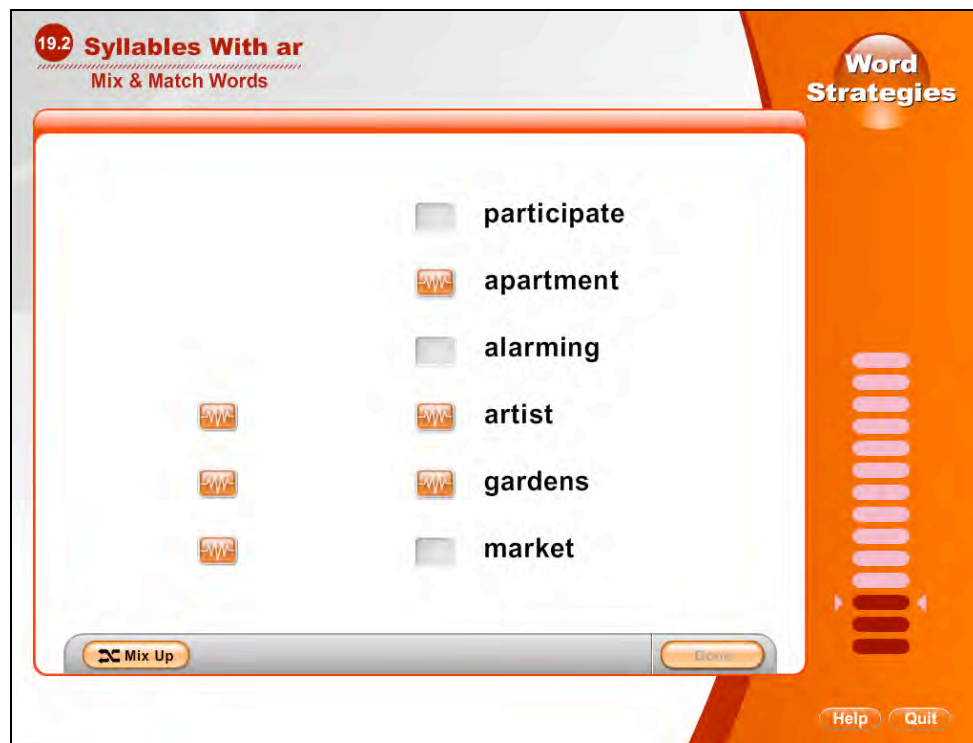 19.2 Syllables With ar
Mix & Match Words
Word
Strategies
participate
apartment
alarming
artist
gardens
market
Mix Up
Done
Help
Quit